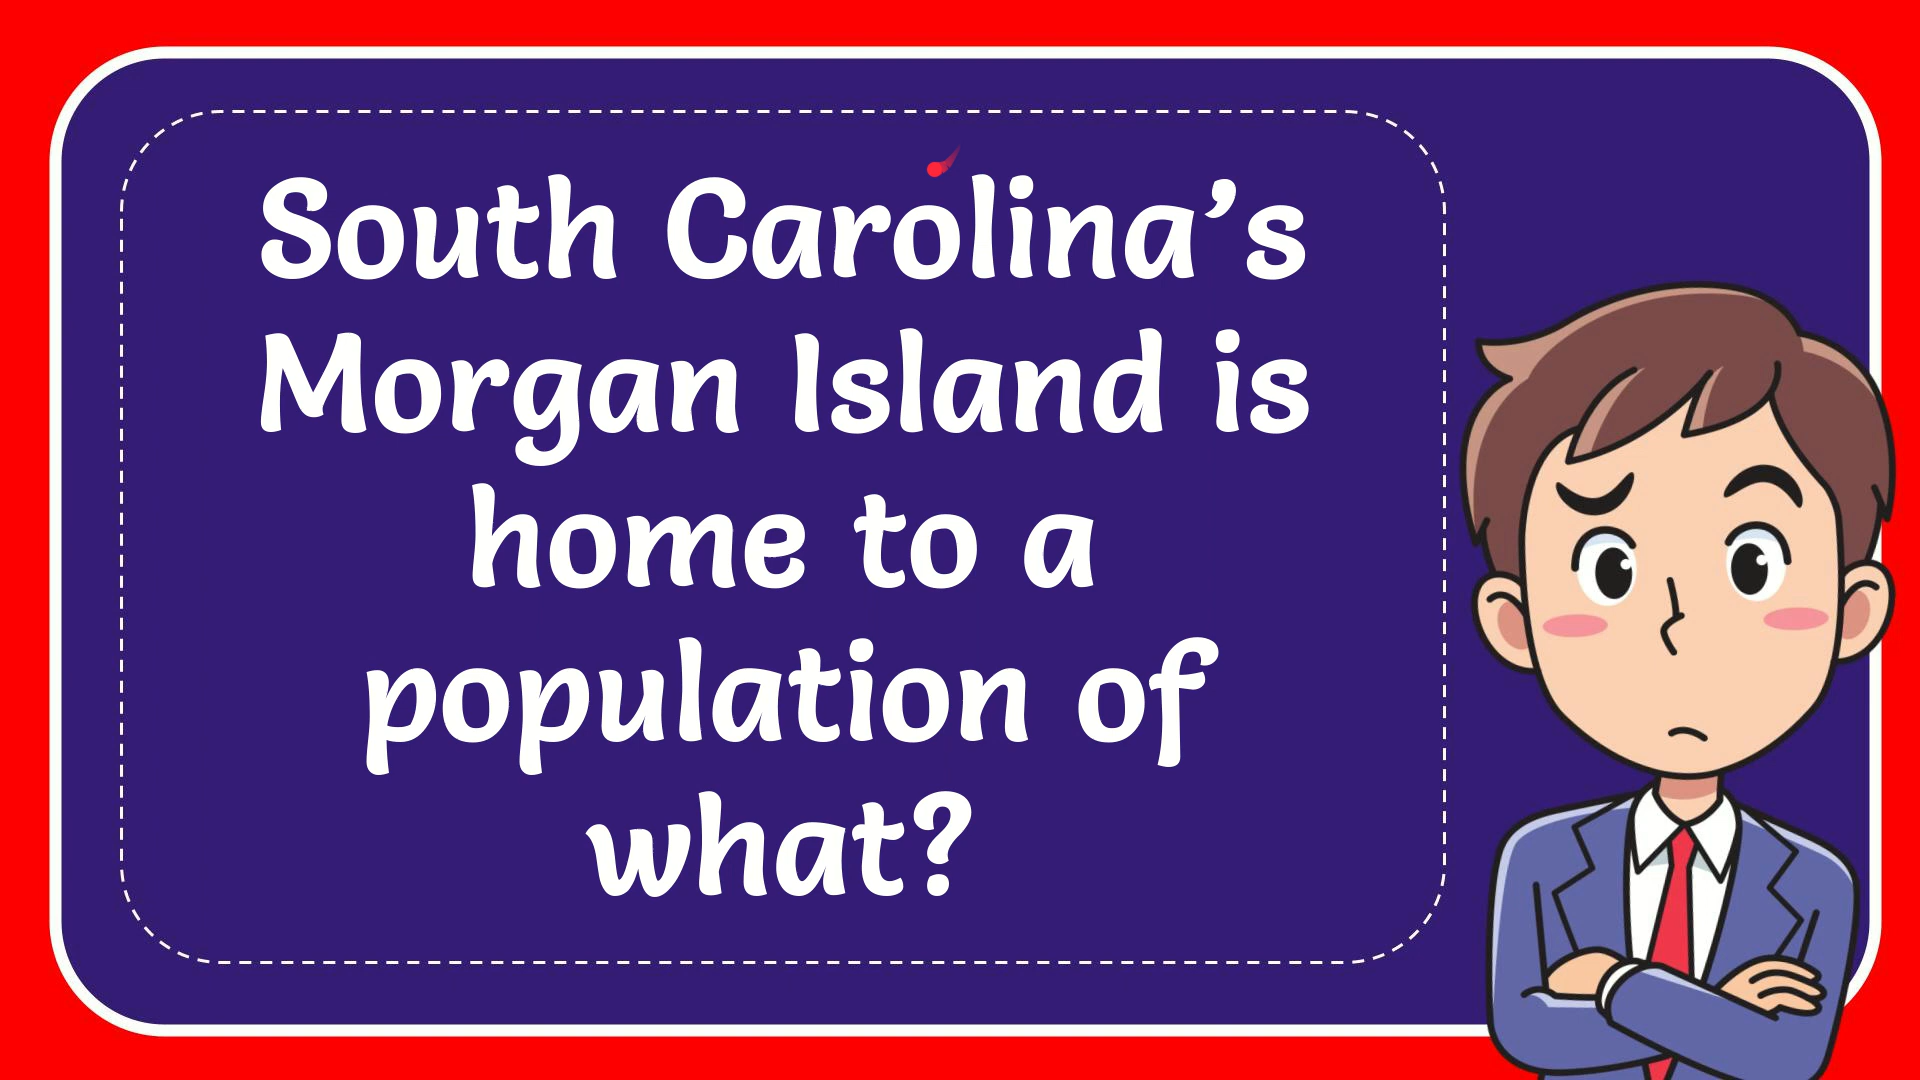 South Carolina’s
Morgan Island is
home to a
population of
what?